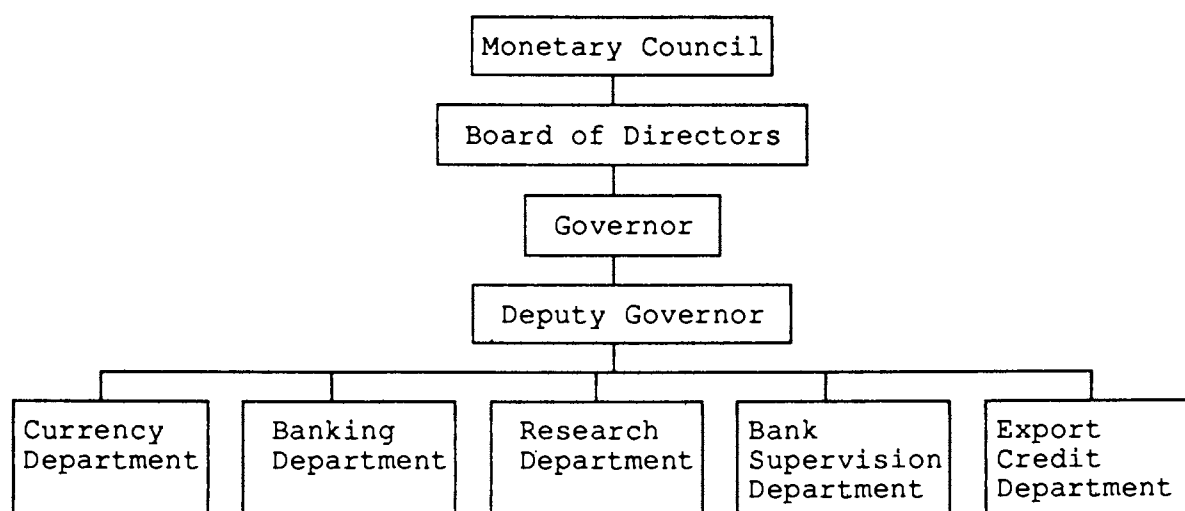 Monetary Council
Board of Directors
Governor
Deputy Governor
Currency
Department
Banking
Department
Research
Department
Bank
Supervision
Department
Export
Credit
Department